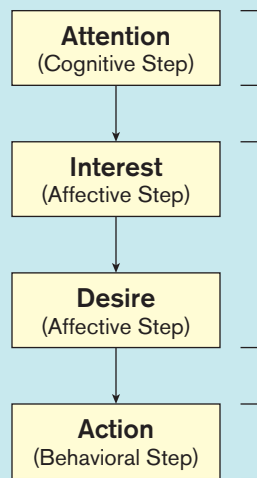 Attention
(Cognitive Step)
Interest
(Affective Step)
Desire
(Affective Step)
Action
(Behavioral Step)